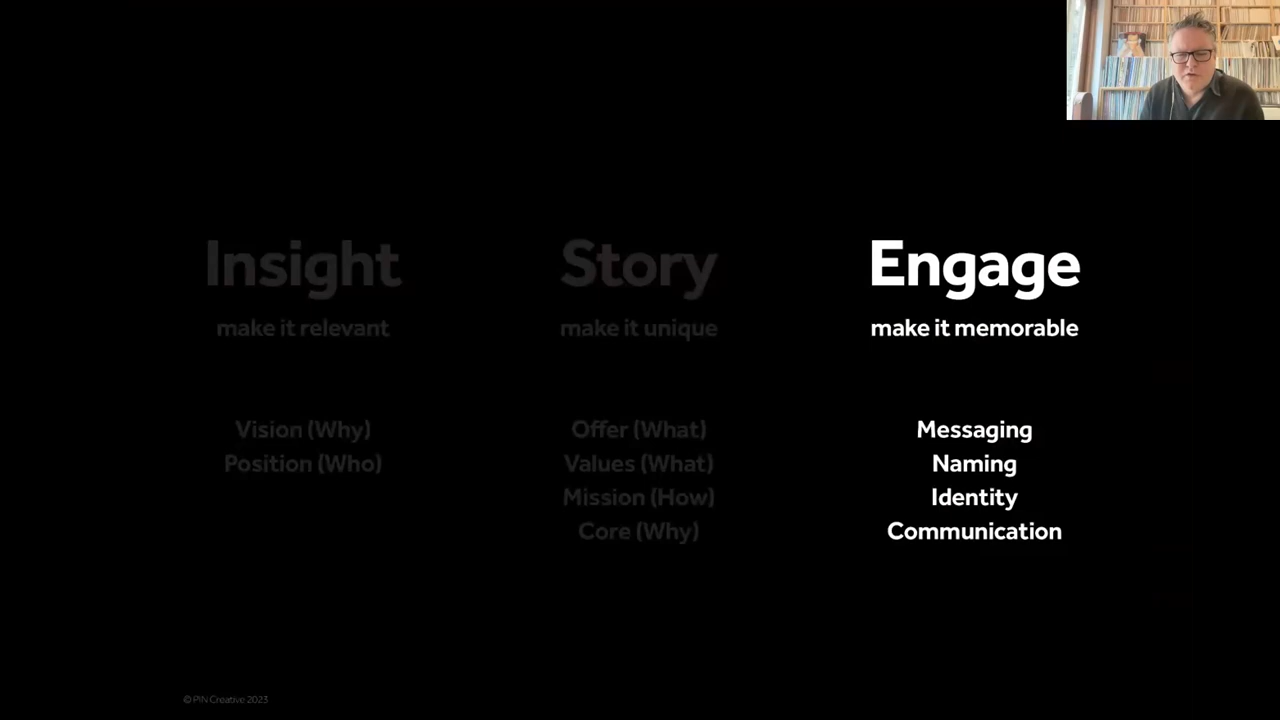 Insight
make it relevant
Vision (Why)
Position (Who)
Story
make it unique
Offer (What)
Values (What)
Mission (How)
Core (Why)
Engage
make it memorable
Messaging
Naming
Identity
Communication
© PIN Creative 2023